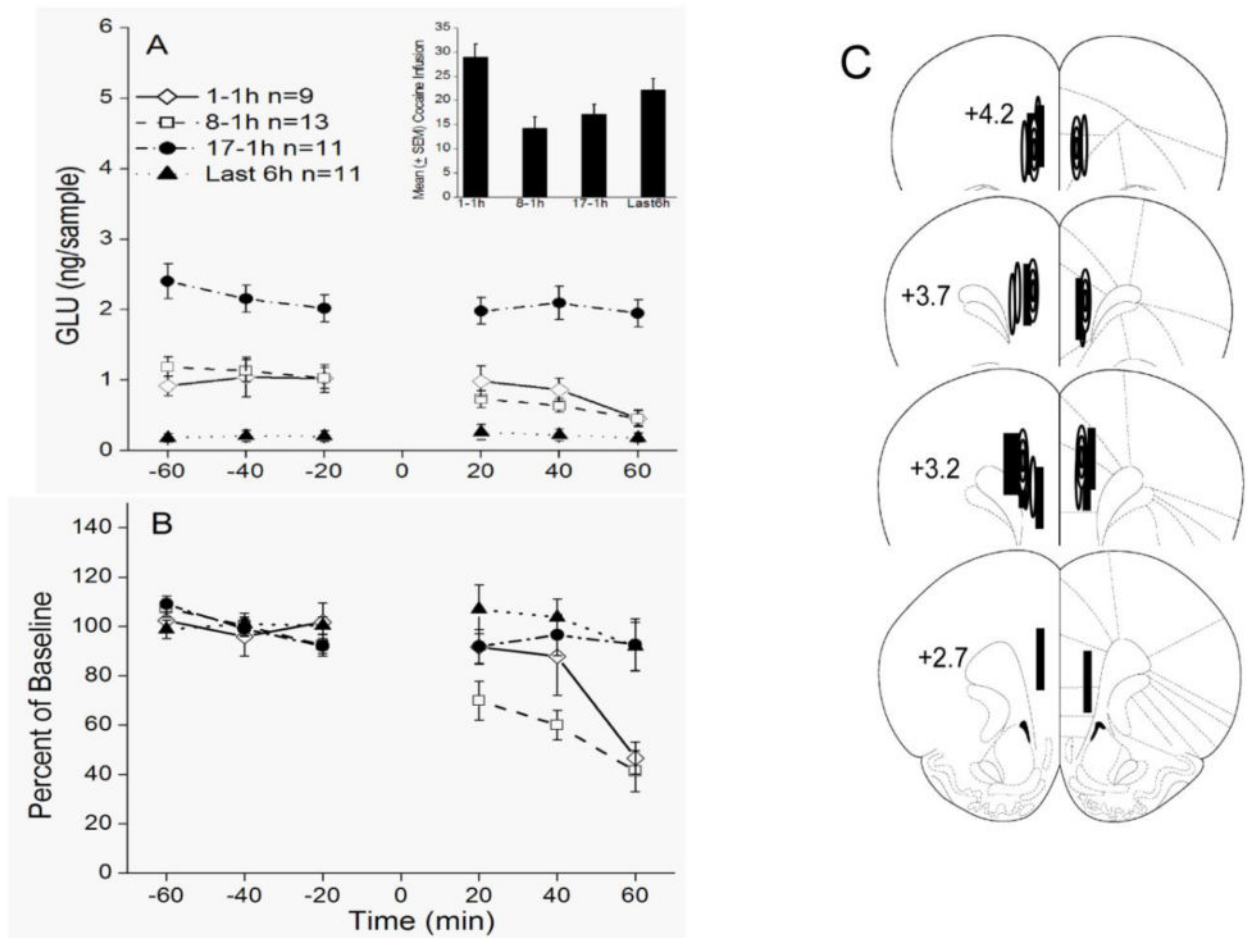 A
GLU (ng/sample)
6
5
4
3
2
1
0
1-1h n=9
8-1h n=13
17-1h n=11
Last 6h n=11
Mean (± SEM) Cocaine Infusion
35
30
25
20
15
10
5
0
1-1h 8-1h 17-1h Last6h
-60 -40 -20 0 20 40 60
B
Percent of Baseline
140
120
100
80
60
40
20
0
-60 -40 -20 0 20 40 60
Time (min)
C
+4.2
+3.7
+3.2
+2.7